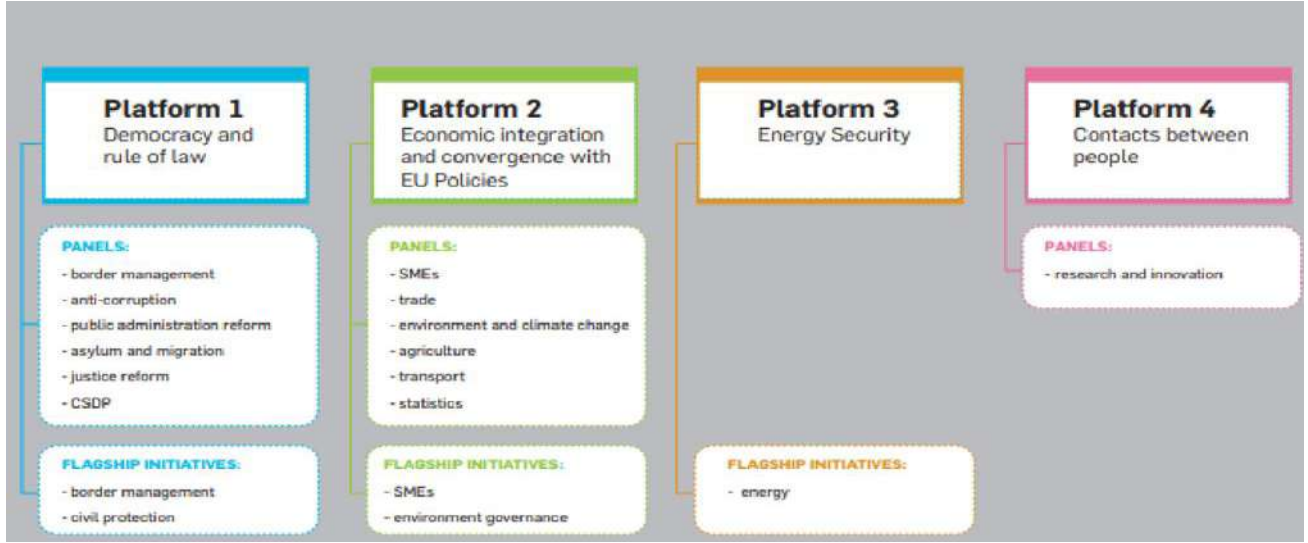 Platform 1
Democracy and
rule of law
PANELS:
- border management
- anti-corruption
- public administration reform
- asylum and migration
- justice reform
- CSDP
FLAGSHIP INITIATIVES:
- border management
- civil protection
Platform 2
Economic integration
and convergence with
EU Policies
PANELS:
- SMEs
- trade
- environment and climate change
- agriculture
- transport
- statistics
FLAGSHIP INITIATIVES:
- SMEs
- environment governance
Platform 3
Energy Security
FLAGSHIP INITIATIVES:
- energy
Platform 4
Contacts between
people
PANELS:
- research and innovation